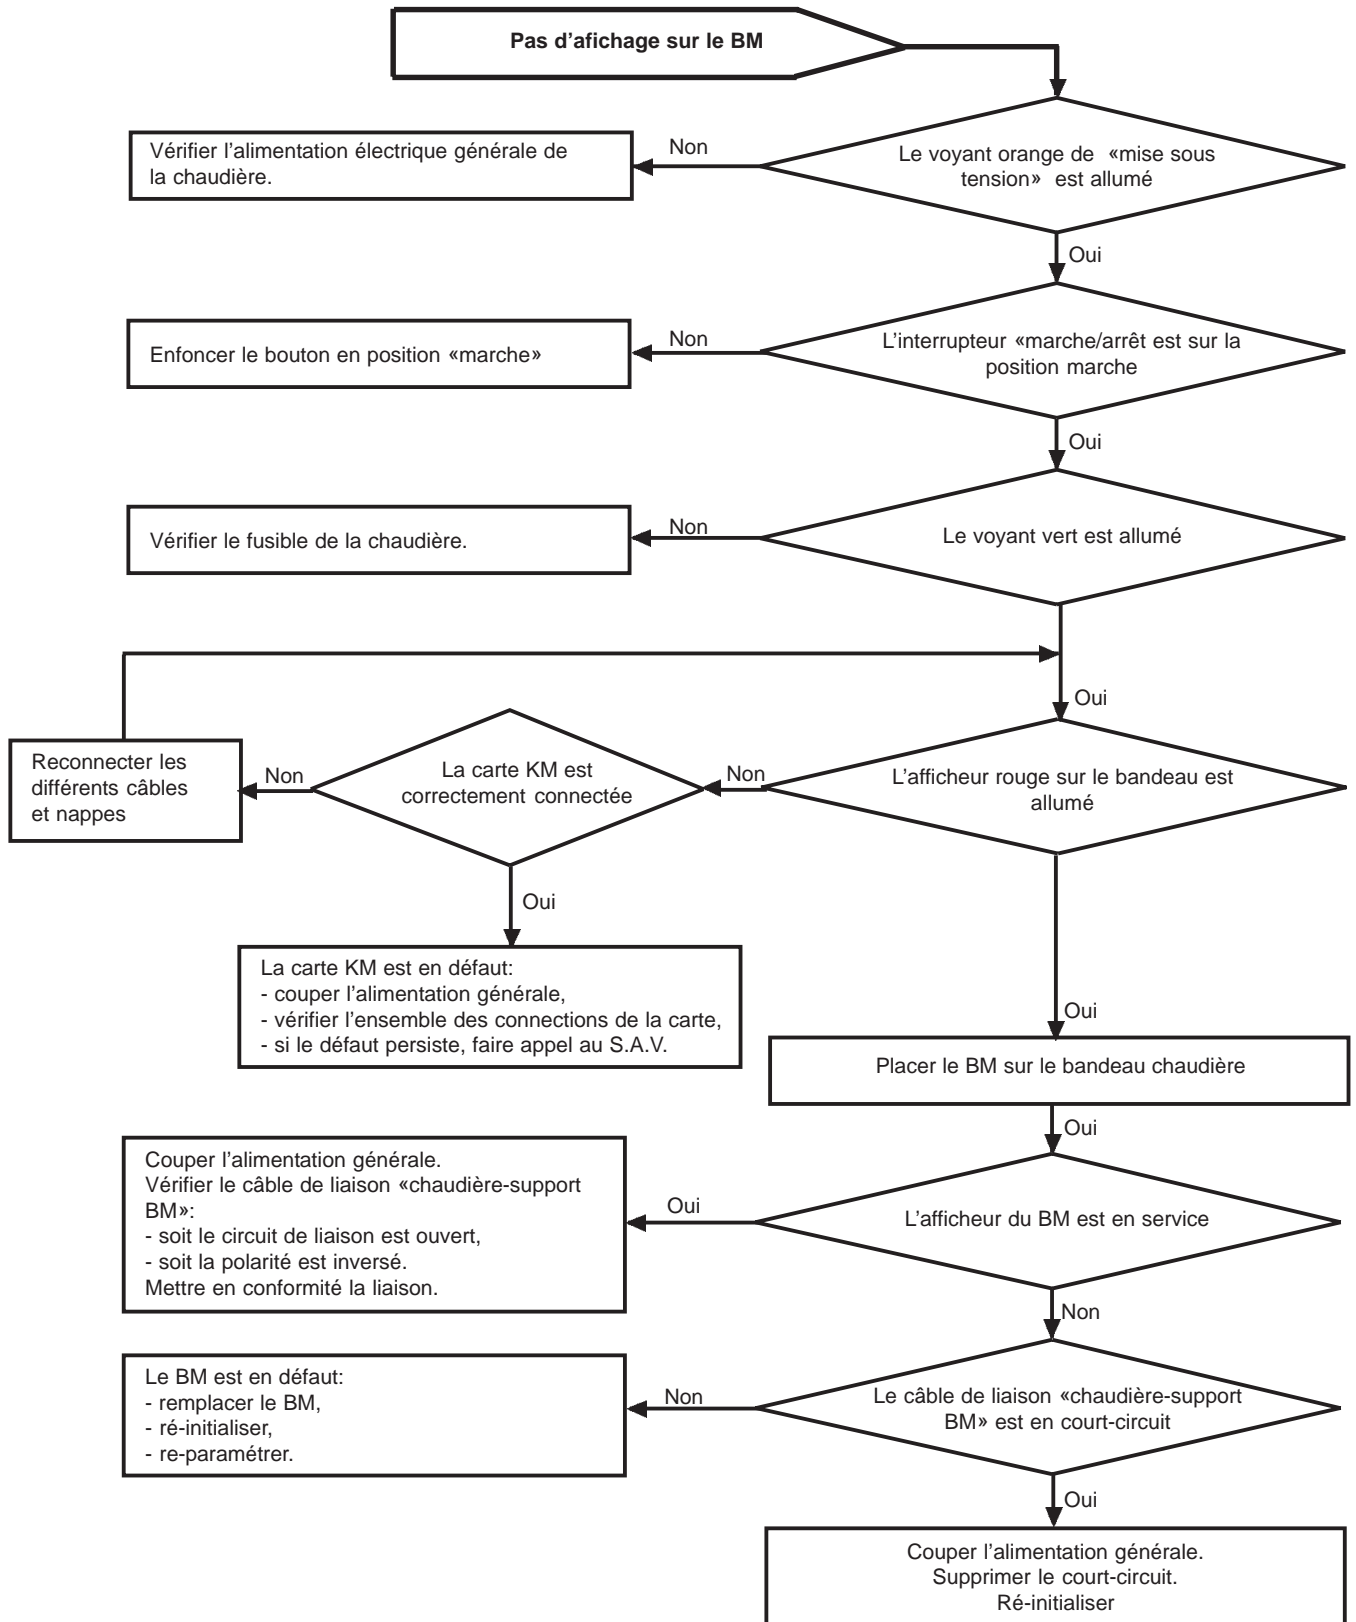 Pas d'afichage sur le BM
Vérifier l'alimentation électrique générale de
la chaudière.
Non
Le voyant orange de «mise sous
tension» est allumé
Oui
Enfoncer le bouton en position «marche»
Non
L'interrupteur «marche/arrêt est sur la
position marche
Oui
Vérifier le fusible de la chaudière.
Non
Le voyant vert est allumé
Oui
Reconnecter les
différents câbles
et nappes
Non
La carte KM est
correctement connectée
Non
L'afficheur rouge sur le bandeau est
allumé
Oui
La carte KM est en défaut:
- couper l'alimentation générale,
- vérifier l'ensemble des connections de la carte,
- si le défaut persiste, faire appel au S.A.V.
Oui
Placer le BM sur le bandeau chaudière
Oui
Couper l'alimentation générale.
Vérifier le câble de liaison «chaudière-support
BM»:
- soit le circuit de liaison est ouvert,
- soit la polarité est inversé.
Mettre en conformité la liaison.
Oui
L'afficheur du BM est en service
Non
Le BM est en défaut:
- remplacer le BM,
- ré-initialiser,
- re-paramétrer.
Non
Le câble de liaison «chaudière-support
BM» est en court-circuit
Oui
Couper l'alimentation générale.
Supprimer le court-circuit.
Ré-initialiser